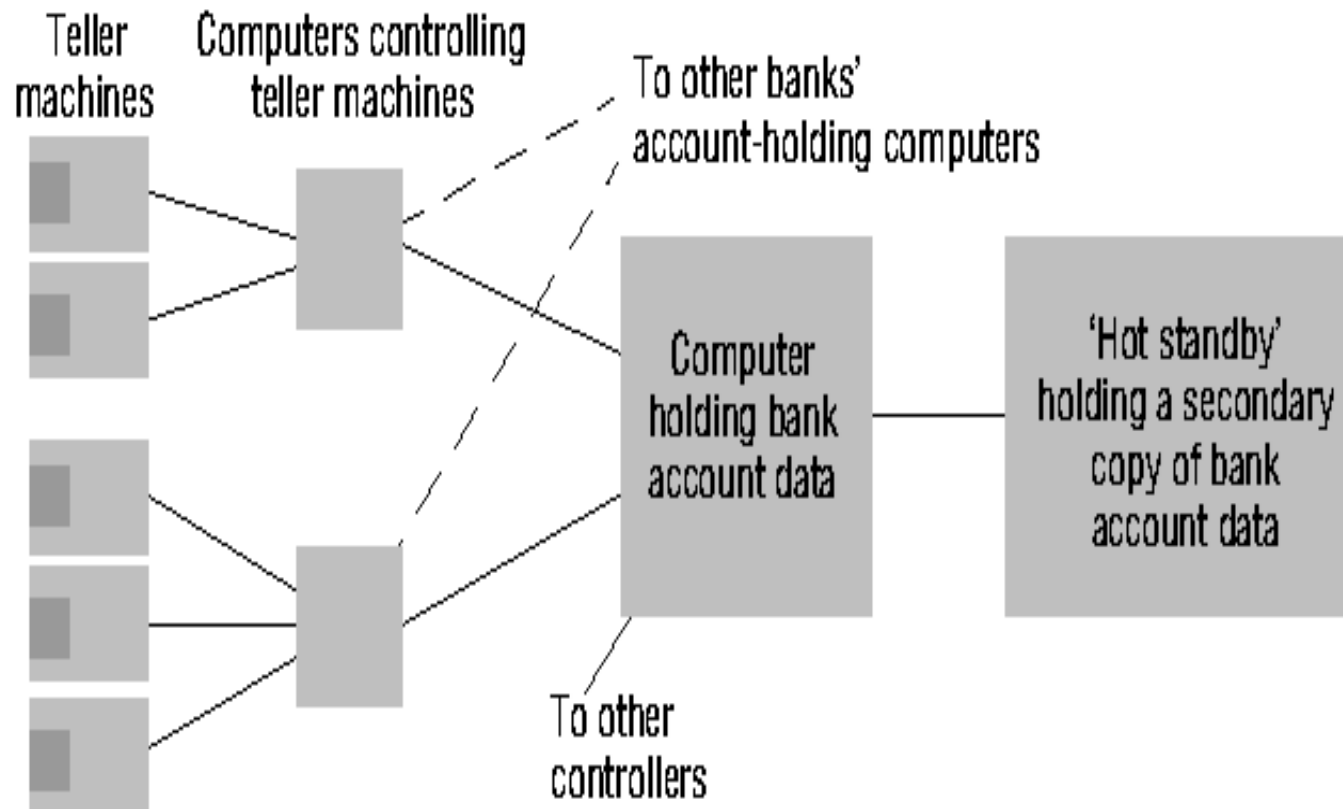 Teller
machines
Computers controlling
teller machines
To other banks’
account-holding computers
Computer
holding bank
account data
‘Hot standby’
holding a secondary
copy of bank
account data
To other
controllers